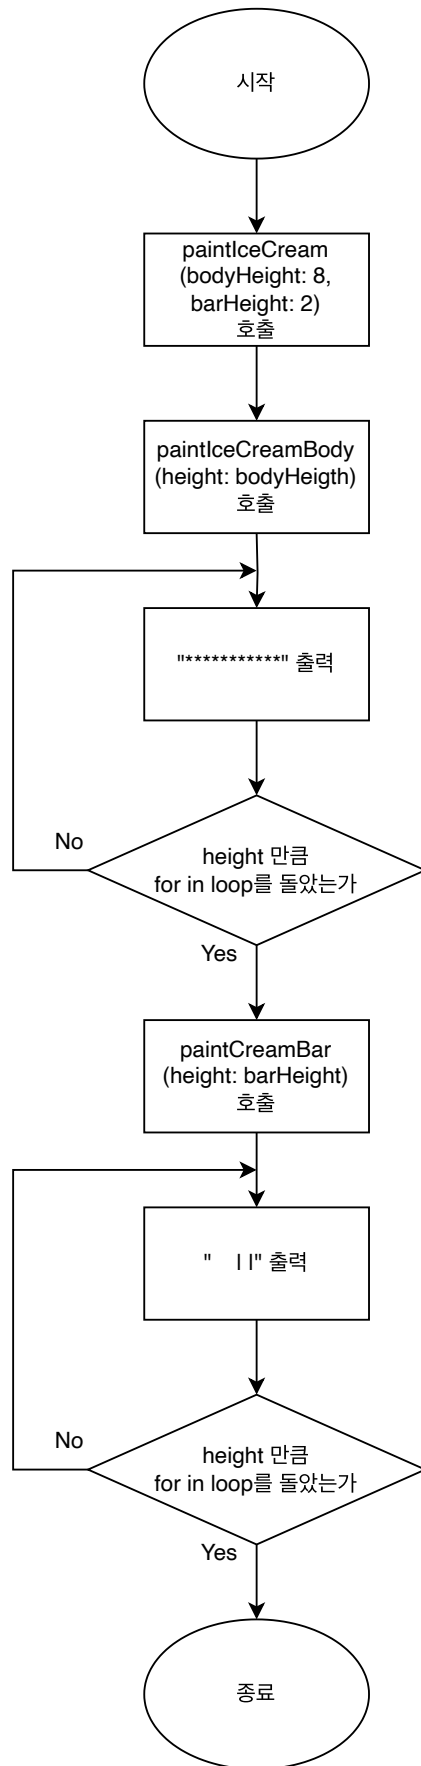 시작
paintIceCream
(bodyHeight: 8,
barHeight: 2)
호출
paintIceCreamBody
(height: bodyHeigth)
호출
"***********" 출력
No
height 만큼
for in loop를 돌았는가
Yes
paintCreamBar
(height: barHeight)
호출
"    | |" 출력
No
height 만큼
for in loop를 돌았는가
Yes
종료